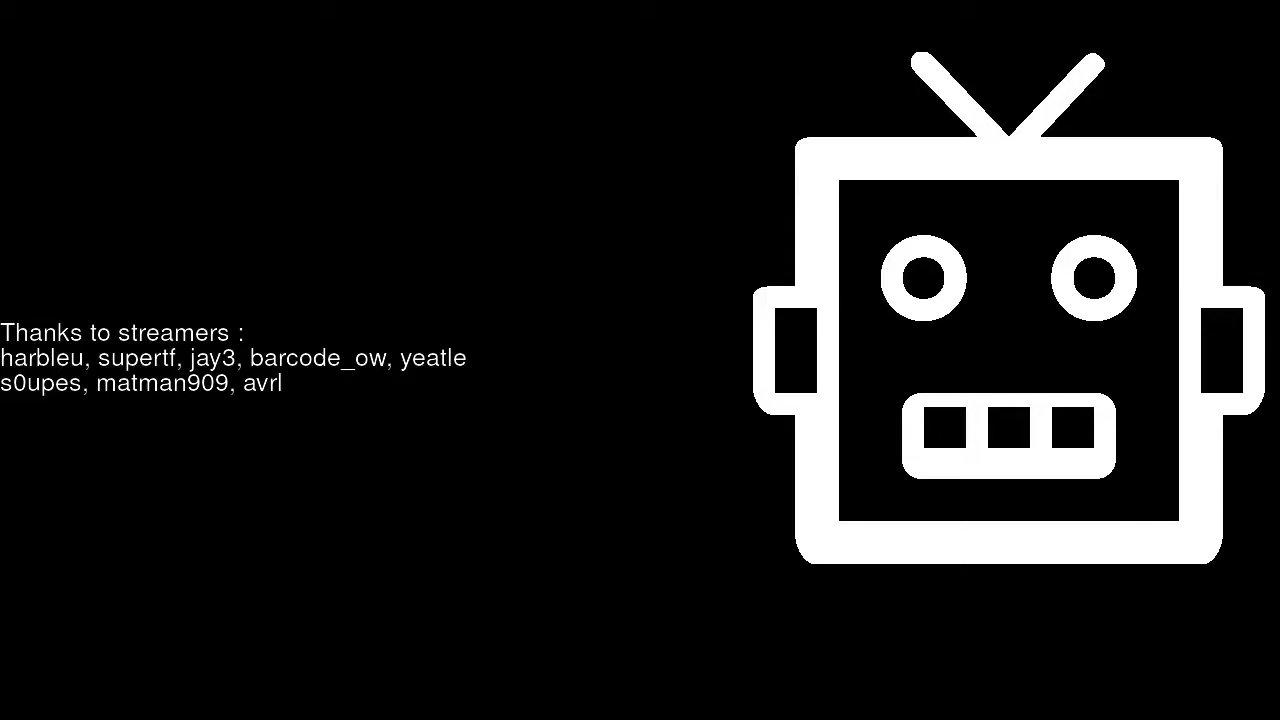 Thanks to streamers :
harbleu, supertf, jay3, barcode_ow, yeatle
s0upes, matman909, avrl